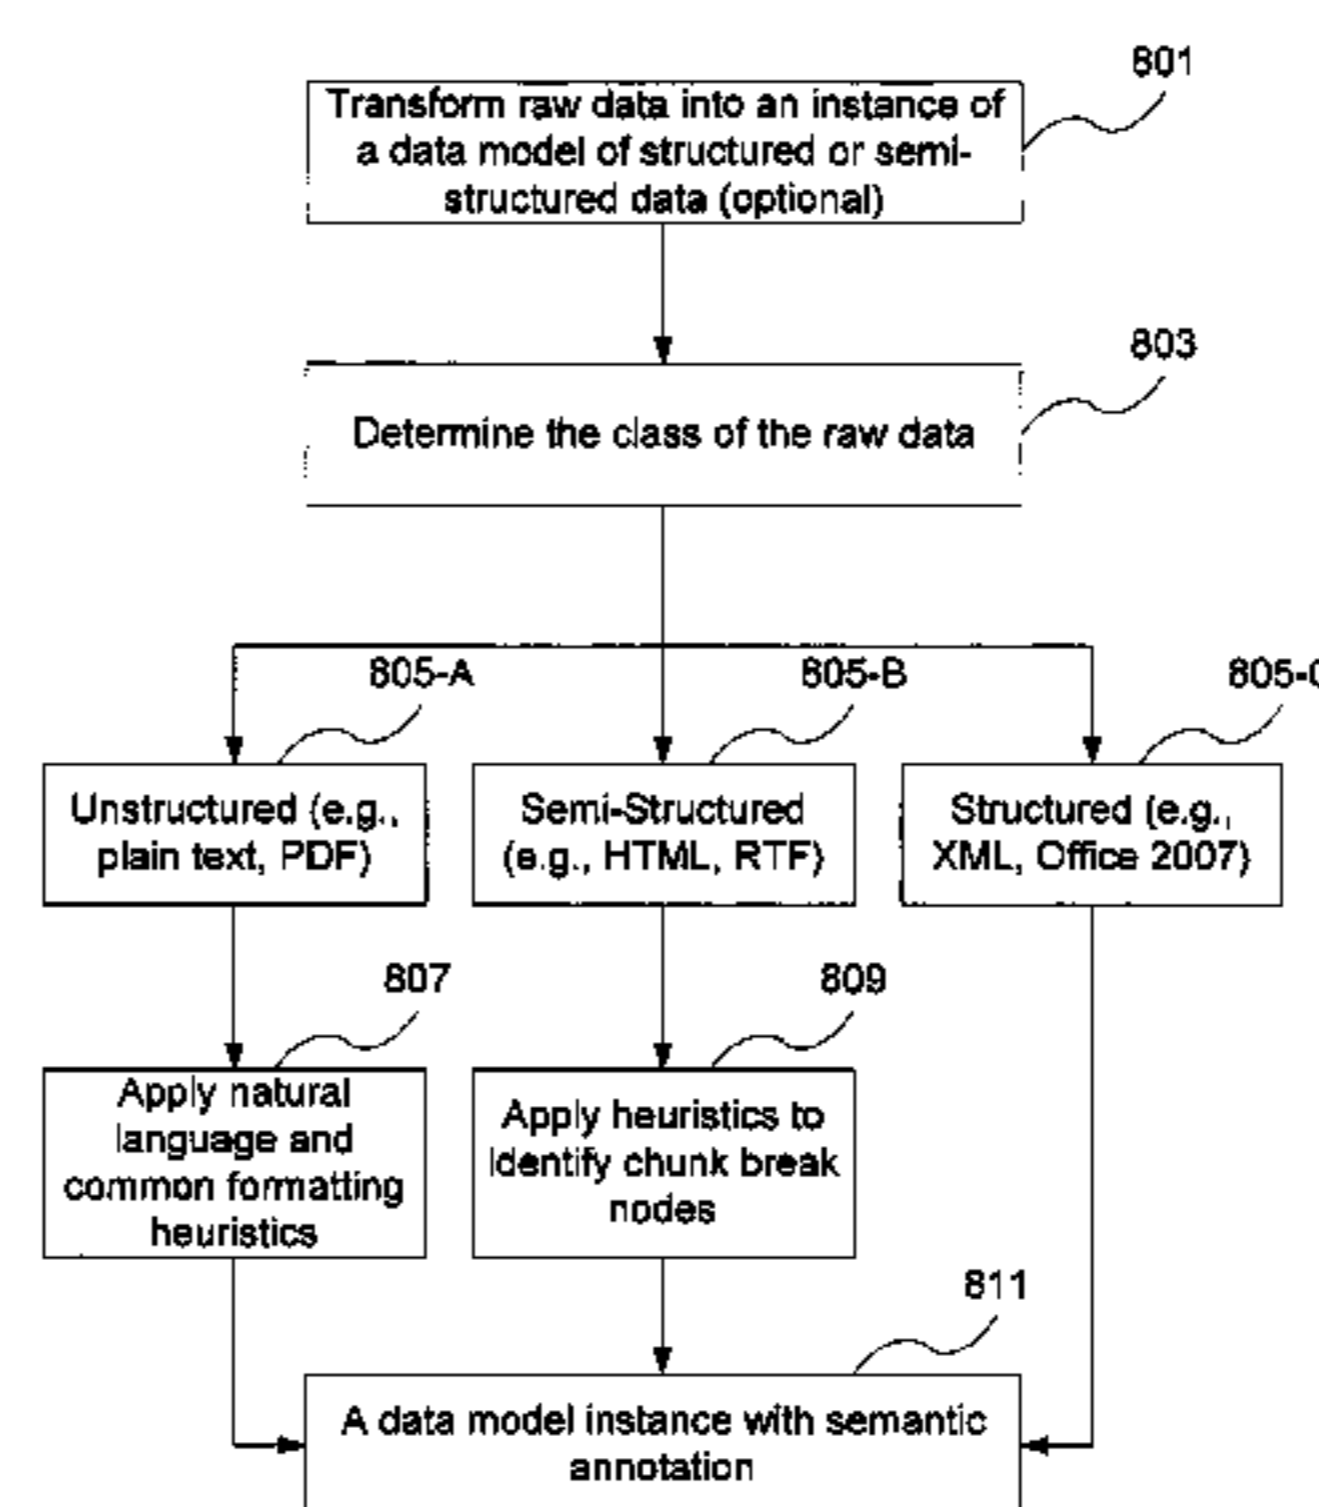 801
Transform raw data into an instance of
a data model of structured or semi-
structured data (optional)
803
Determine the class of the raw data
805-A
805-B
805-
Unstructured (e.g.,
plain text, PDF)
Semi-Structured
(e.g., HTML, RTF)
Structured (e.g.,
XML, Office 2007)
807
809
Apply natural
language and
common formatting
heuristics
Apply heuristics to
identify chunk break
nodes
811
A data model instance with semantic
annotation